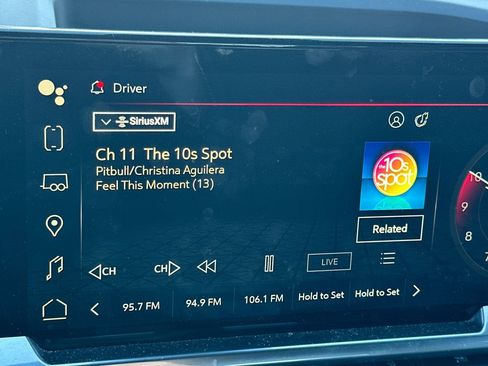 Driver
SiriusXM
Ch 11 The 10s Spot
Pitbull/Christina Aguilera
Feel This Moment (13)
the 10s spot
Related
CH
CH
LIVE
95.7 FM
94.9 FM
106.1 FM
Hold to Set
Hold to Set
10
9
8
7